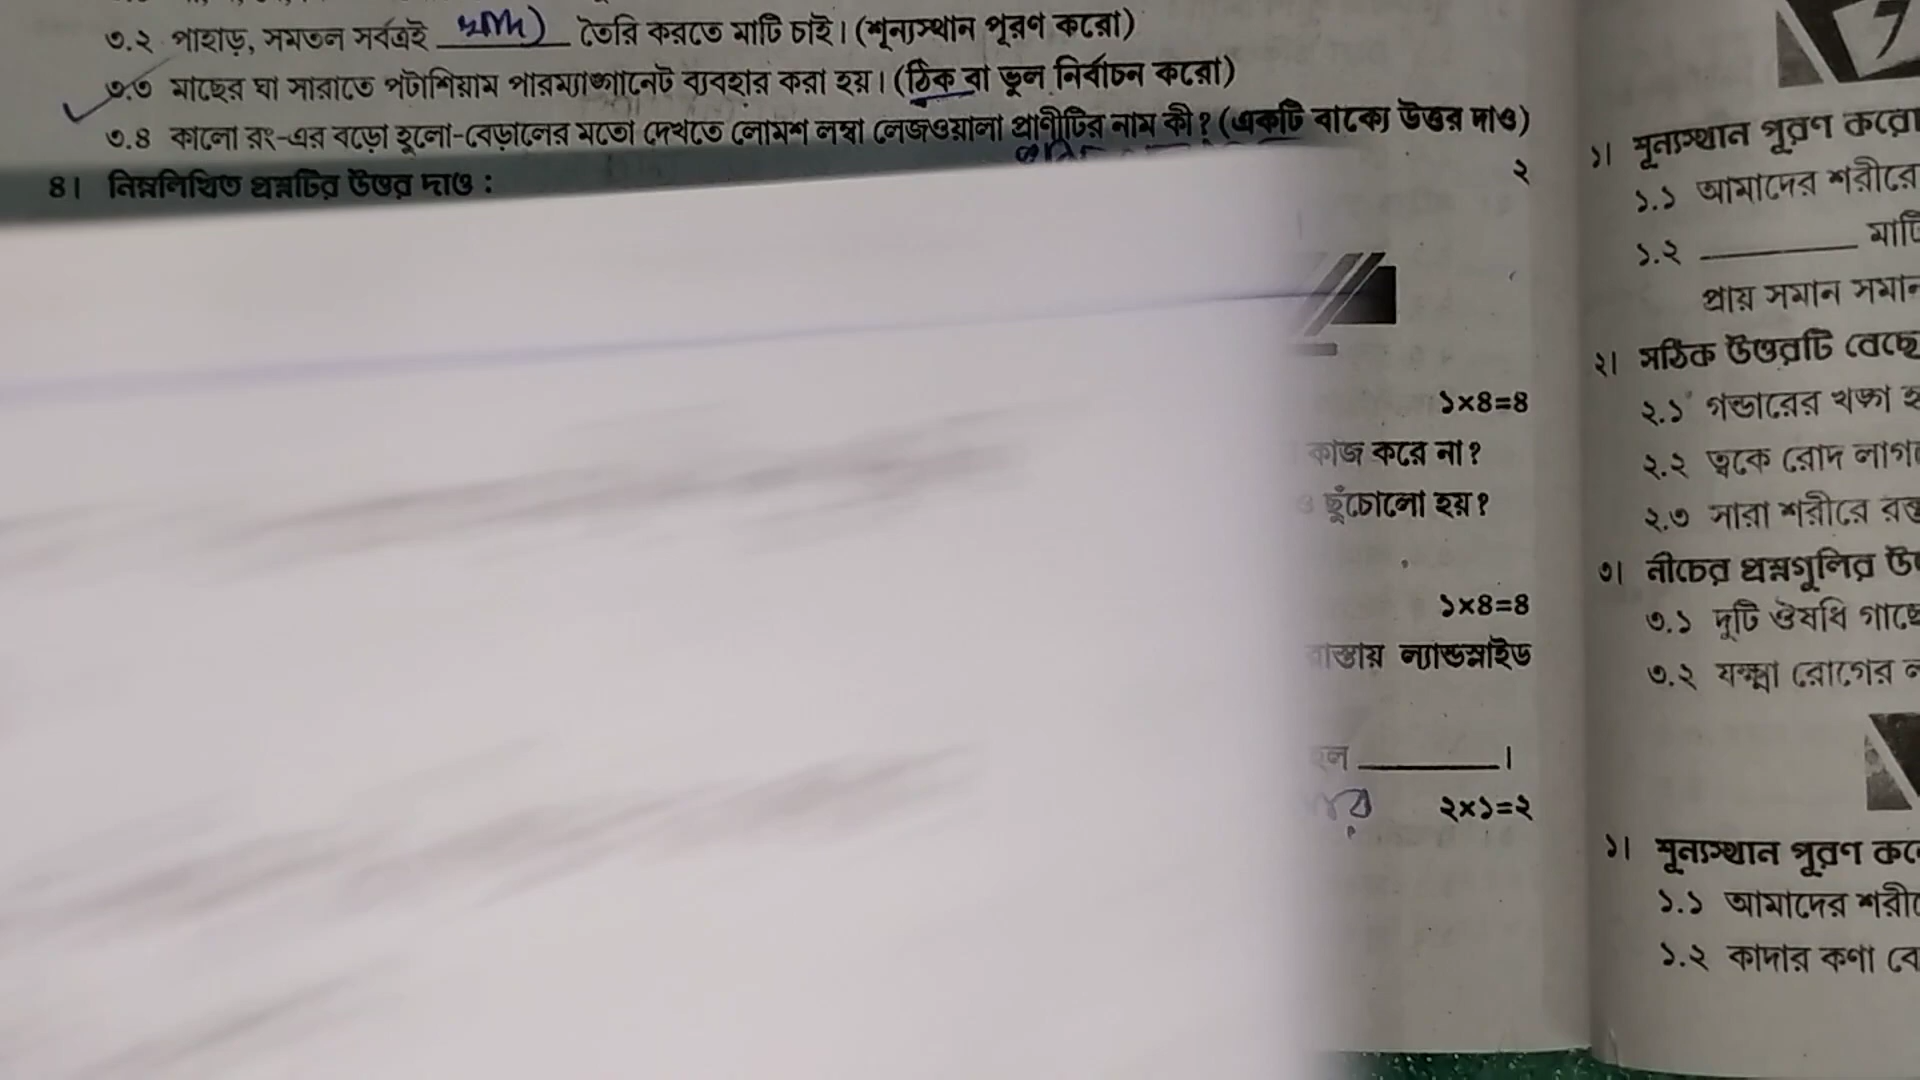 ৩.২ পাহাড়, সমতল সর্বত্রই ________ তৈরি করতে মাটি চাই। (শূন্যস্থান পূরণ করো)
৩.৩ মাছের ঘা সারাতে পটাশিয়াম পারম্যাঙ্গানেট ব্যবহার করা হয়। (ঠিক বা ভুল নির্বাচন করো)
৩.৪ কালো রং-এর বড়ো হুলো-বেড়ালের মতো দেখতে লোমশ লম্বা লেজওয়ালা প্রাণীটির নাম কী? (একটি বাক্যে উত্তর দাও)
৪। নিম্নলিখিত প্রশ্নটির উত্তর দাও :
২
১×৪=৪
কাজ করে না?
ছুঁচোলো হয়?
১×৪=৪
রাস্তায় ল্যান্ডস্লাইড
হল ________।
২×১=২
১। শূন্যস্থান পূরণ করো
১.১ আমাদের শরীরে
১.২ ________ মাটি
প্রায় সমান সমান
২। সঠিক উত্তরটি বেছে
২.১ গন্ডারের খড়্গ হ
২.২ ত্বকে রোদ লাগ
২.৩ সারা শরীরে রক্ত
৩। নীচের প্রশ্নগুলির উ
৩.১ দুটি ঔষধি গাছে
৩.২ যক্ষ্মা রোগের ল
১। শূন্যস্থান পূরণ কর
১.১ আমাদের শরীরে
১.২ কাদার কণা বে